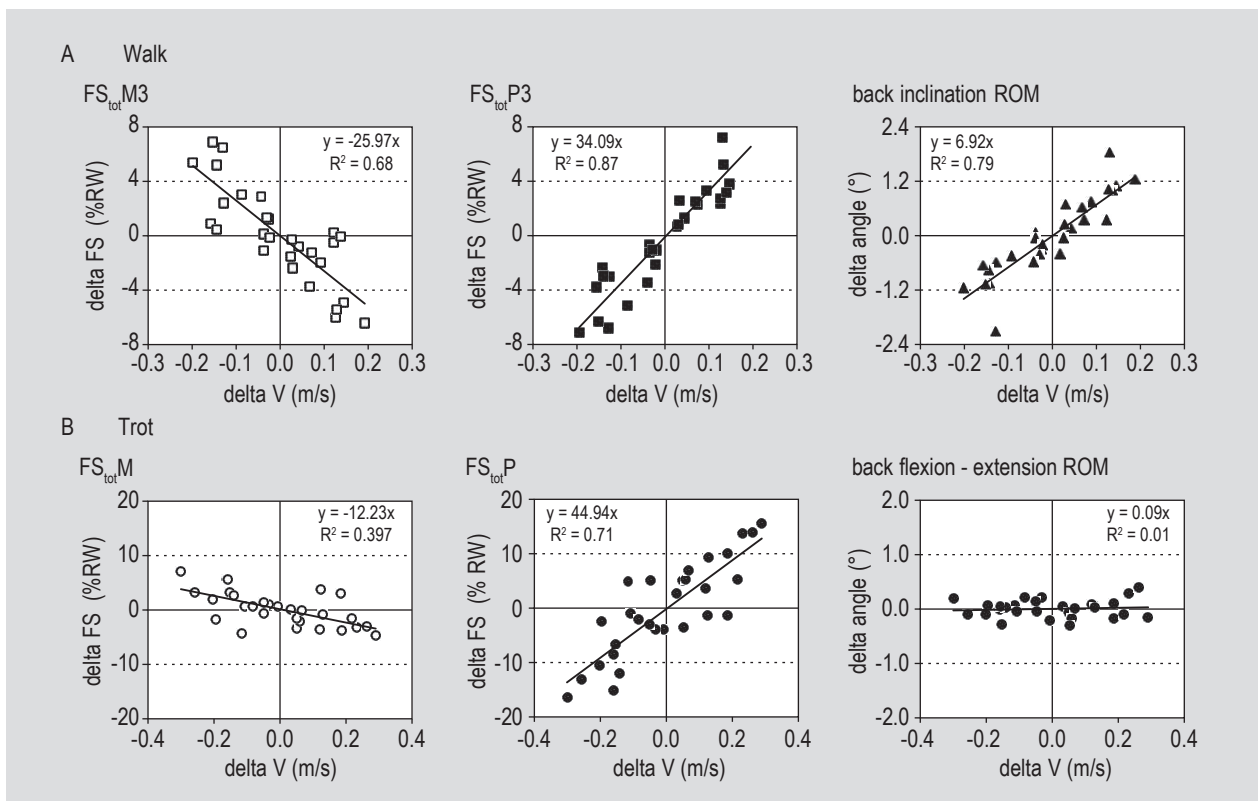 A Walk
FStotM3
8
4
0
-4
-8
delta FS (%RW)
y = -25.97x
R2 = 0.68
-0.3 -0.2 -0.1 0.0 0.1 0.2 0.3
delta V (m/s)
FStotP3
8
4
0
-4
-8
delta FS (%RW)
y = 34.09x
R2 = 0.87
-0.3 -0.2 -0.1 0.0 0.1 0.2 0.3
delta V (m/s)
back inclination ROM
2.4
1.2
0.0
-1.2
-2.4
delta angle (°)
y = 6.92x
R2 = 0.79
-0.3 -0.2 -0.1 0.0 0.1 0.2 0.3
delta V (m/s)
B Trot
FStotM
20
10
0
-10
-20
delta FS (%RW)
y = -12.23x
R2 = 0.397
-0.4 -0.2 0.0 0.2 0.4
delta V (m/s)
FStotP
20
10
0
-10
-20
delta FS (% RW)
y = 44.94x
R2 = 0.71
-0.4 -0.2 0.0 0.2 0.4
delta V (m/s)
back flexion - extension ROM
2.0
1.0
0.0
-1.0
-2.0
delta angle (°)
y = 0.09x
R2 = 0.01
-0.4 -0.2 0.0 0.2 0.4
delta V (m/s)